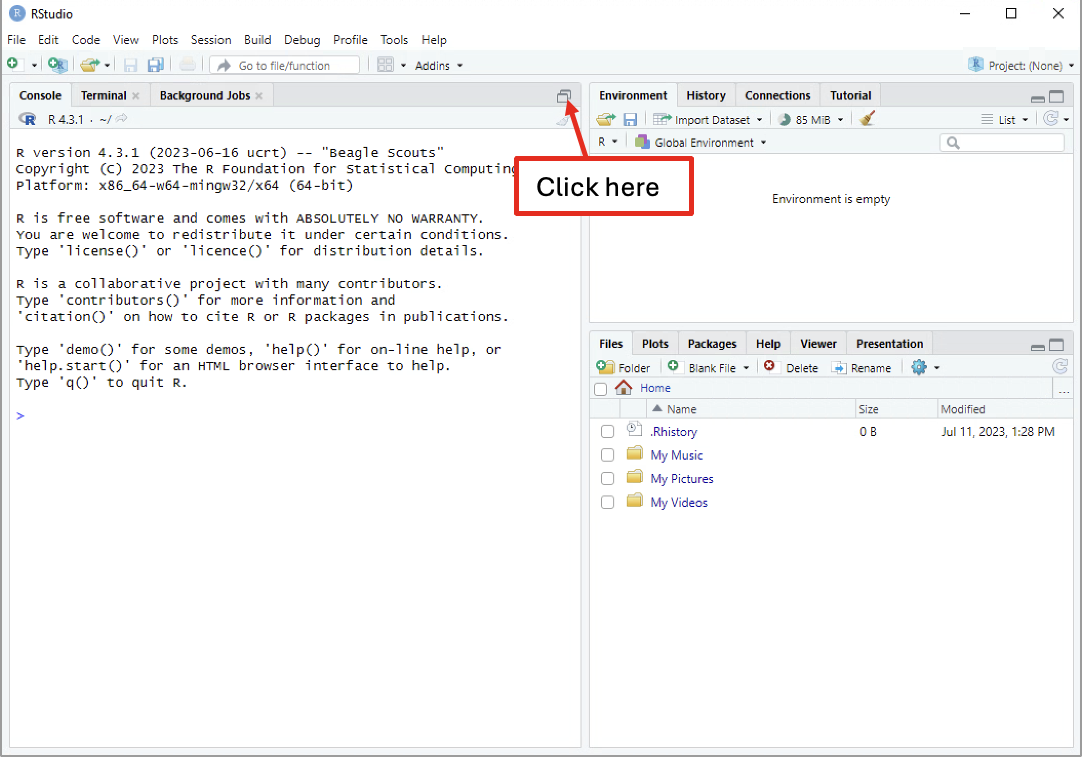 RStudio
File Edit Code View Plots Session Build Debug Profile Tools Help
Go to file/function Addins Project: (None)
Console Terminal Background Jobs
R 4.3.1 · ~/
R version 4.3.1 (2023-06-16 ucrt) -- "Beagle Scouts"
Copyright (C) 2023 The R Foundation for Statistical Computing
Platform: x86_64-w64-mingw32/x64 (64-bit)
R is free software and comes with ABSOLUTELY NO WARRANTY.
You are welcome to redistribute it under certain conditions.
Type 'license()' or 'licence()' for distribution details.
R is a collaborative project with many contributors.
Type 'contributors()' for more information and
'citation()' on how to cite R or R packages in publications.
Type 'demo()' for some demos, 'help()' for on-line help, or
'help.start()' for an HTML browser interface to help.
Type 'q()' to quit R.
>
Click here
Environment History Connections Tutorial
Import Dataset 85 MiB List
R Global Environment
Environment is empty
Files Plots Packages Help Viewer Presentation
Folder Blank File Delete Rename
Home ...
Name Size Modified
.Rhistory 0 B Jul 11, 2023, 1:28 PM
My Music
My Pictures
My Videos